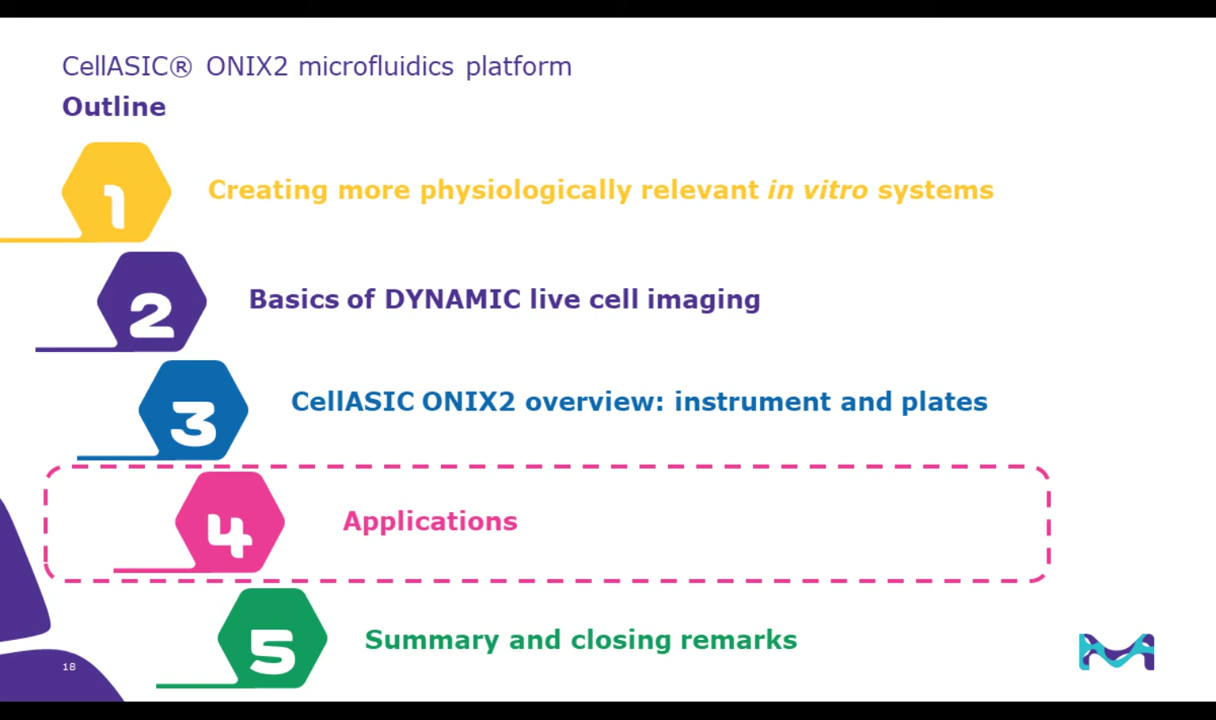 CellASIC® ONIX2 microfluidics platform
Outline
1
Creating more physiologically relevant in vitro systems
2
Basics of DYNAMIC live cell imaging
3
CellASIC ONIX2 overview: instrument and plates
4
Applications
5
Summary and closing remarks
18